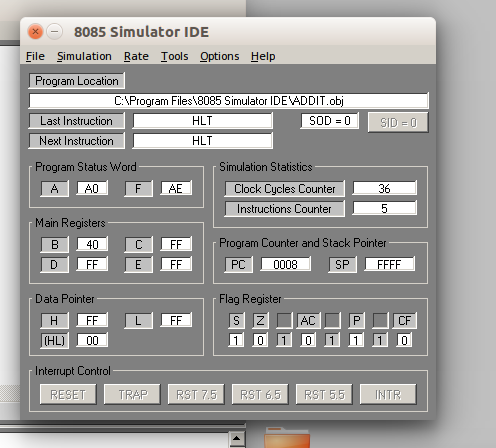 8085 Simulator IDE
File Simulation Rate Tools Options Help
Program Location
C:\Program Files\8085 Simulator IDE\ADDIT.obj
Last Instruction HLT SOD = 0 SID = 0
Next Instruction HLT
Program Status Word
A A0 F AE
Simulation Statistics
Clock Cycles Counter 36
Instructions Counter 5
Main Registers
B 40 C FF
D FF E FF
Program Counter and Stack Pointer
PC 0008 SP FFFF
Data Pointer
H FF L FF
(HL) 00
Flag Register
S Z AC P CF
1 0 1 0 1 1 1 0
Interrupt Control
RESET TRAP RST 7.5 RST 6.5 RST 5.5 INTR